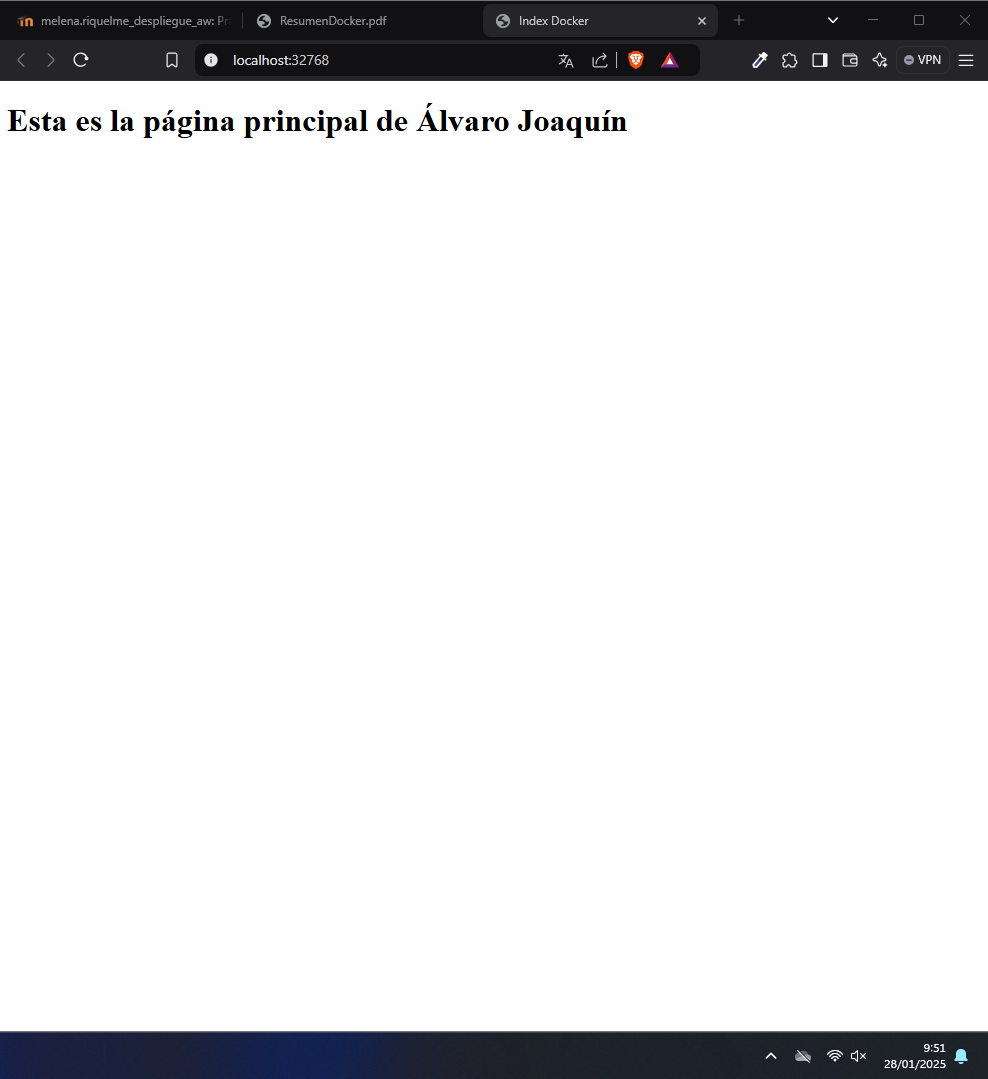 melena.riquelme_despliegue_aw: Pr
ResumenDocker.pdf
Index Docker
localhost:32768
VPN
Esta es la página principal de Álvaro Joaquín
9:51
28/01/2025